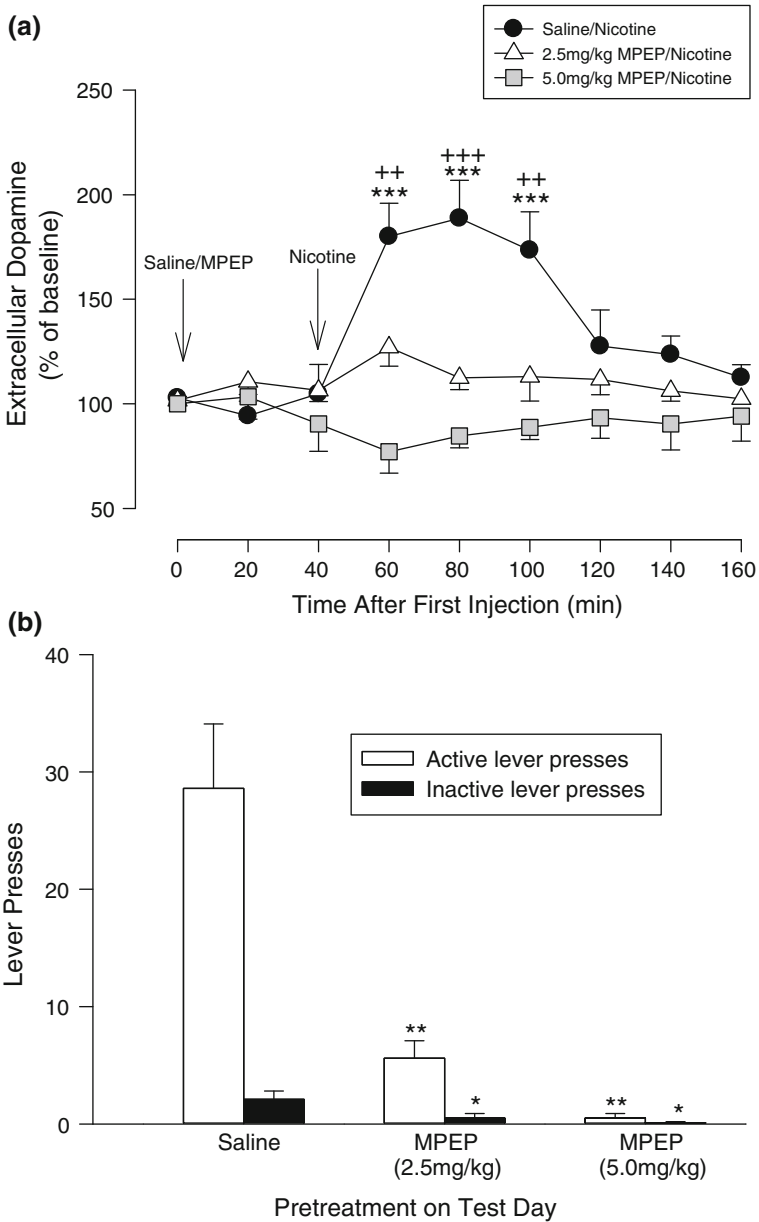 (a)
Saline/Nicotine
2.5mg/kg MPEP/Nicotine
5.0mg/kg MPEP/Nicotine
250
200
150
100
50
Extracellular Dopamine
(% of baseline)
Saline/MPEP
Nicotine
++
***
+++
***
++
***
0 20 40 60 80 100 120 140 160
Time After First Injection (min)
(b)
40
30
20
10
0
Lever Presses
Active lever presses
Inactive lever presses
**
*
**
*
Saline
MPEP
(2.5mg/kg)
MPEP
(5.0mg/kg)
Pretreatment on Test Day